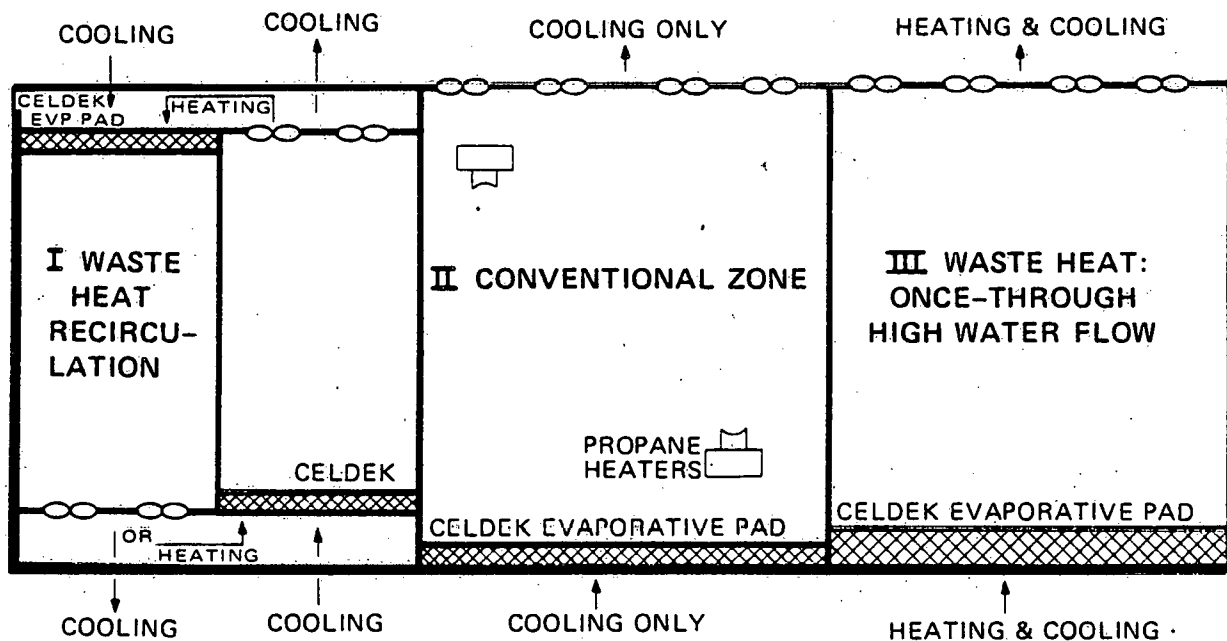 COOLING
COOLING
COOLING ONLY
HEATING & COOLING
CELDEK
EVP PAD
HEATING
I WASTE
HEAT
RECIRCU-
LATION
II CONVENTIONAL ZONE
III WASTE HEAT:
ONCE-THROUGH
HIGH WATER FLOW
PROPANE
HEATERS
CELDEK
CELDEK EVAPORATIVE PAD
CELDEK EVAPORATIVE PAD
OR
HEATING
COOLING
COOLING
COOLING ONLY
HEATING & COOLING